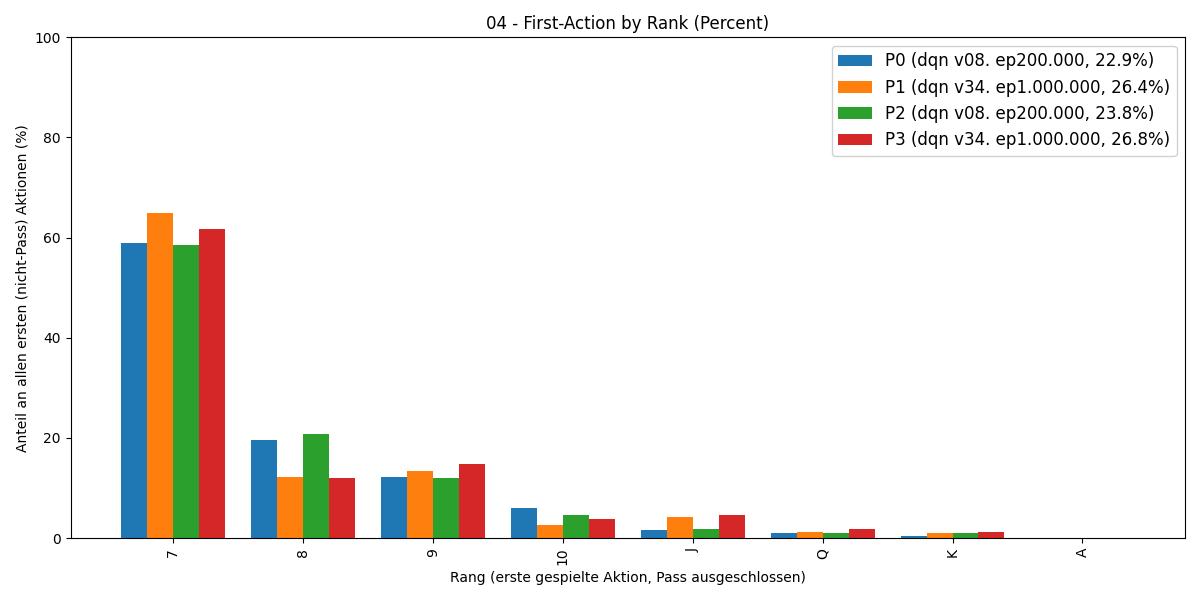 04 - First-Action by Rank (Percent)
P0 (dqn v08. ep200.000, 22.9%)
P1 (dqn v34. ep1.000.000, 26.4%)
P2 (dqn v08. ep200.000, 23.8%)
P3 (dqn v34. ep1.000.000, 26.8%)
Anteil an allen ersten (nicht-Pass) Aktionen (%)
100
80
60
40
20
0
7
8
9
10
J
Q
K
A
Rang (erste gespielte Aktion, Pass ausgeschlossen)